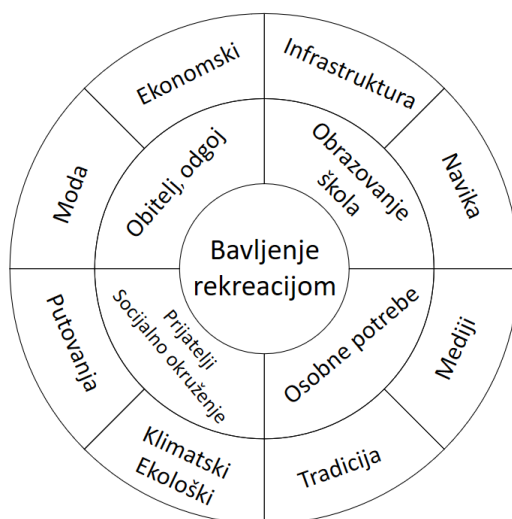 Ekonomski
Infrastruktura
Moda
Obitelj, odgoj
Obrazovanje
škola
Navika
Bavljenje
rekreacijom
Putovanja
Prijatelji
Socijalno okruženje
Osobne potrebe
Mediji
Klimatski
Ekološki
Tradicija